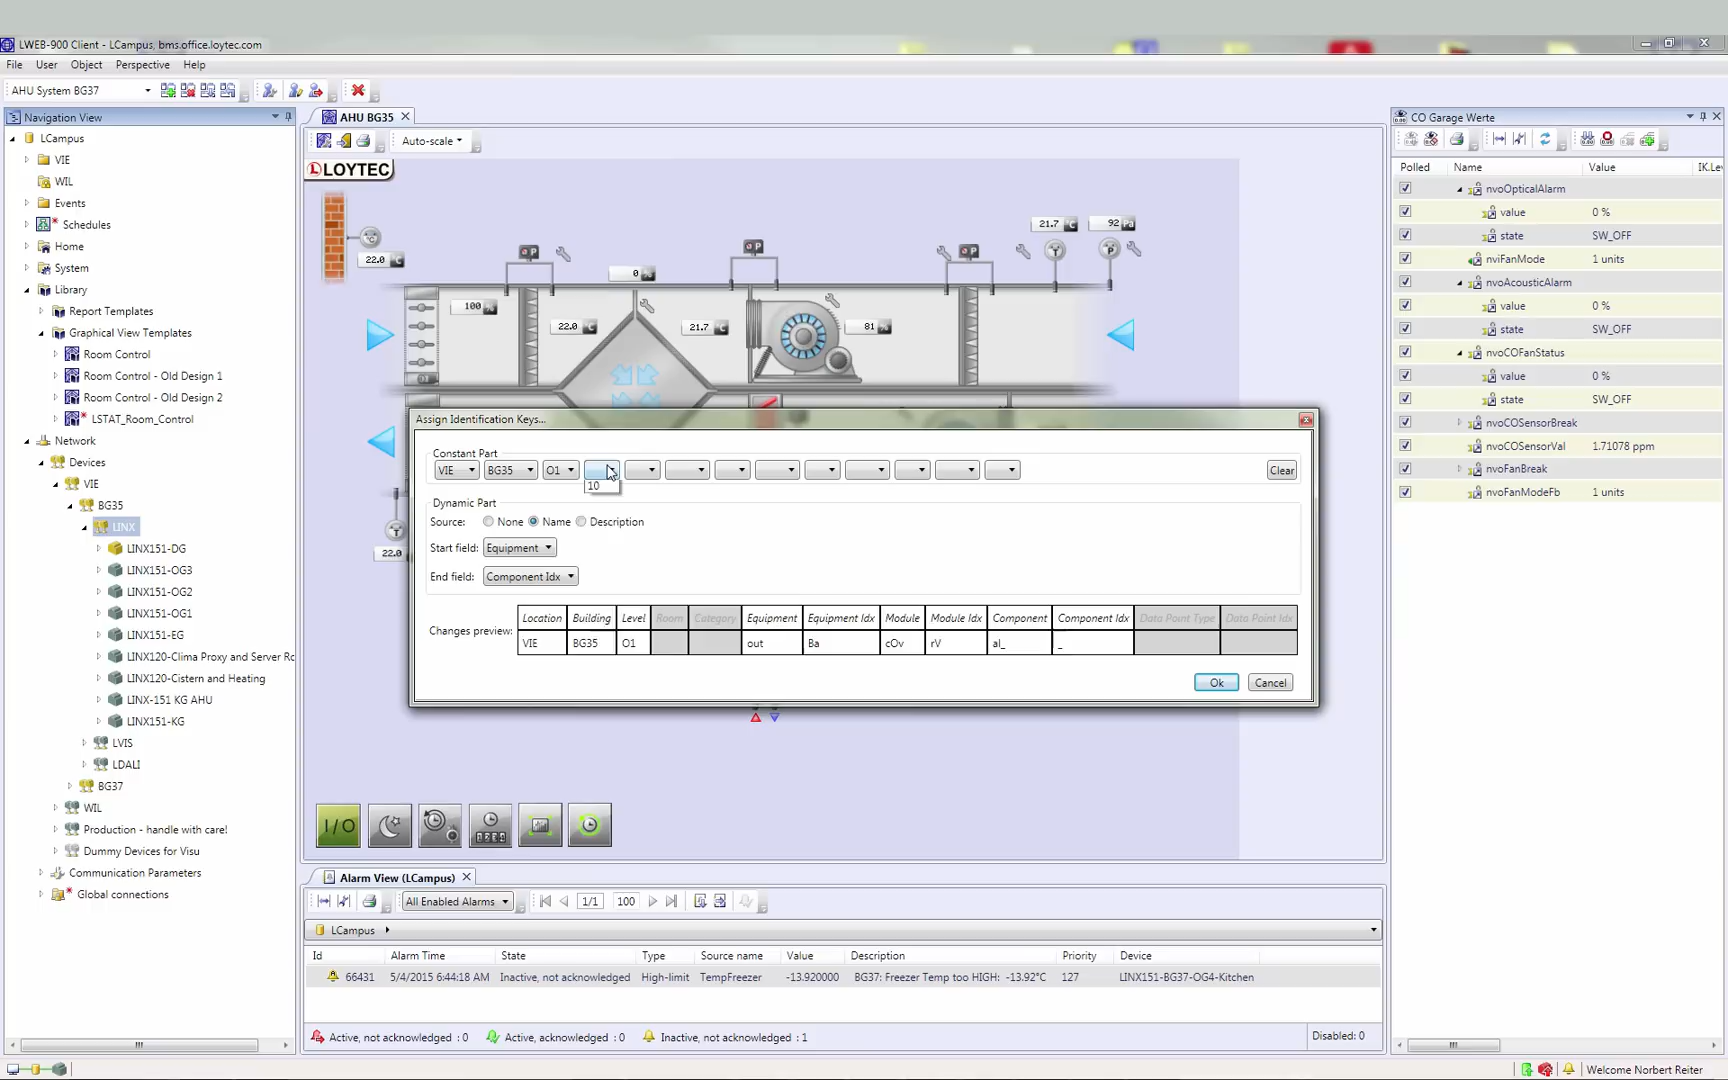 LWEB-900 Client - LCampus, bms.office.loytec.com
File User Object Perspective Help
AHU System BG37
Navigation View
LCampus
VIE
WIL
Events
Schedules
Home
System
Library
Report Templates
Graphical View Templates
Room Control
Room Control - Old Design 1
Room Control - Old Design 2
LSTAT_Room_Control
Network
Devices
VIE
BG35
LINX
LINX151-DG
LINX151-OG3
LINX151-OG2
LINX151-OG1
LINX151-EG
LINX120-Clima Proxy and Server Ro
LINX120-Cistern and Heating
LINX-151 KG AHU
LINX151-KG
LVIS
LDALI
BG37
WIL
Production - handle with care!
Dummy Devices for Visu
Communication Parameters
Global connections
AHU BG35
Auto-scale
LOYTEC
22.0 °C
P
P
P
21.7 °C
92 Pa
T
P
0 %
100 %
22.0 °C
21.7 °C
81 %
T
22.0
Assign Identification Keys...
Constant Part
VIE BG35 O1
10
Clear
Dynamic Part
Source: None Name Description
Start field: Equipment
End field: Component Idx
Changes preview:
Location Building Level Room Category Equipment Equipment Idx Module Module Idx Component Component Idx Data Point Type Data Point Idx
VIE BG35 O1 out Ba cOv rV al_ _
Ok Cancel
I/O
Alarm View (LCampus)
All Enabled Alarms 1/1 100
LCampus
Id Alarm Time State Type Source name Value Description Priority Device
66431 5/4/2015 6:44:18 AM Inactive, not acknowledged High-limit TempFreezer -13.920000 BG37: Freezer Temp too HIGH: -13.92°C 127 LINX151-BG37-OG4-Kitchen
Active, not acknowledged : 0 Active, acknowledged : 0 Inactive, not acknowledged : 1 Disabled: 0
CO Garage Werte
Polled Name Value IK.Le
nvoOpticalAlarm
value 0 %
state SW_OFF
nviFanMode 1 units
nvoAcousticAlarm
value 0 %
state SW_OFF
nvoCOFanStatus
value 0 %
state SW_OFF
nvoCOSensorBreak
nvoCOSensorVal 1.71078 ppm
nvoFanBreak
nvoFanModeFb 1 units
Welcome Norbert Reiter